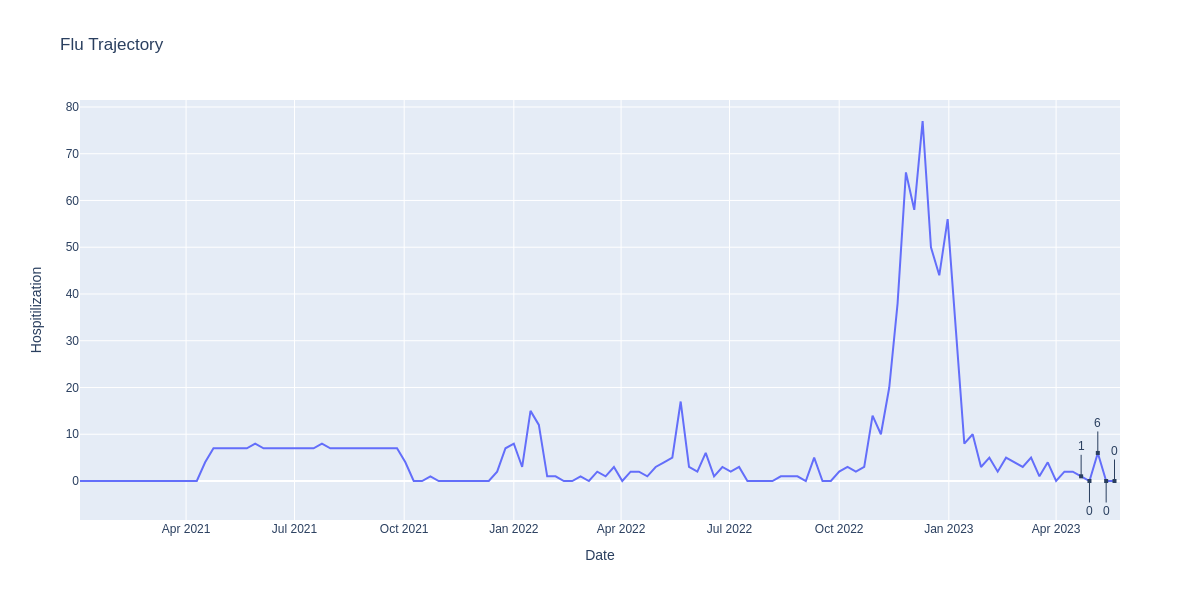 Flu Trajectory
80
70
60
50
40
30
20
10
0
Hospitilization
6
1
0
0
0
Apr 2021
Jul 2021
Oct 2021
Jan 2022
Apr 2022
Jul 2022
Oct 2022
Jan 2023
Apr 2023
Date